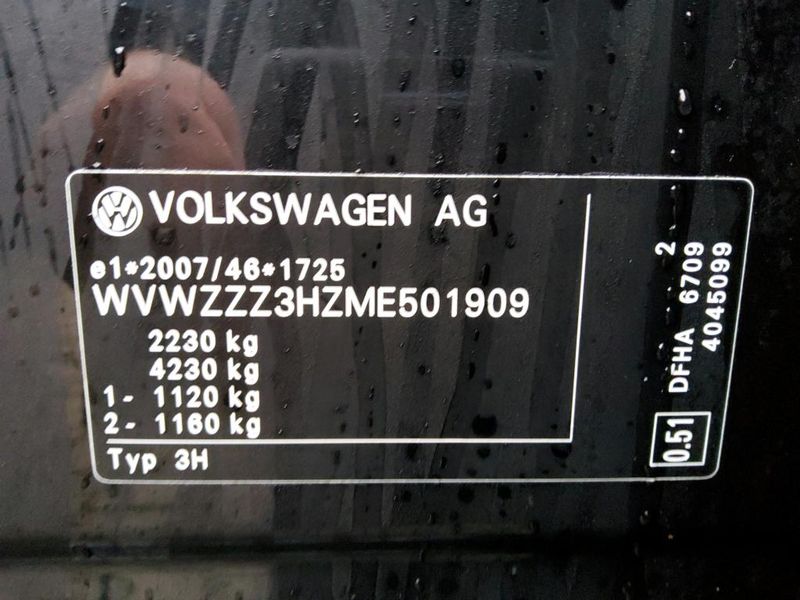 VOLKSWAGEN AG
e1*2007/46*1725
WVWZZZ3HZME501909
2230 kg
4230 kg
1- 1120 kg
2- 1160 kg
Typ 3H
2
DFHA 6709
4045099
0.51